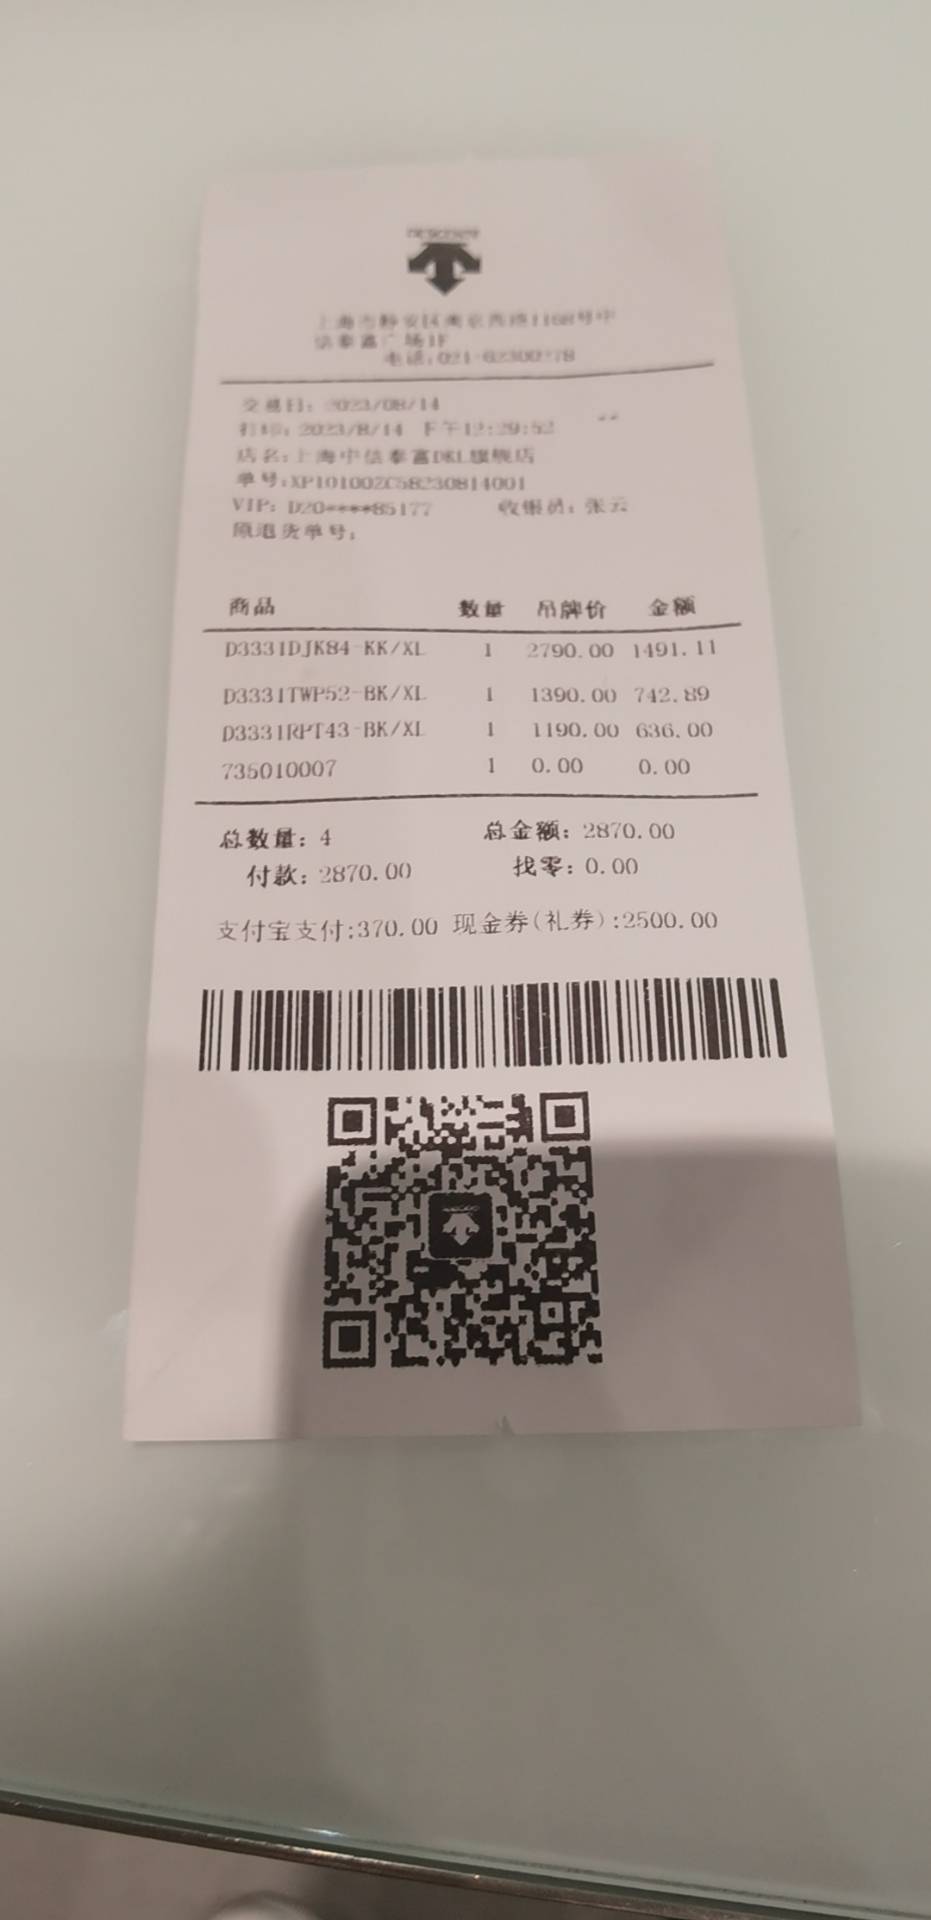 DESCENTE
上海市静安区南京西路1168号中
信泰富广场1F
电话:021-62300778
交易日: 2023/08/14
打印: 2023/8/14 下午12:29:52
店名:上海中信泰富DKL旗舰店
单号:XP10100ZC58230814001
VIP: D20****85177 收银员: 张云
原退货单号:
商品 数量 吊牌价 金额
D3331DJK84-KK/XL 1 2790.00 1491.11
D3331TWP52-BK/XL 1 1390.00 742.89
D3331RPT43-BK/XL 1 1190.00 636.00
735010007 1 0.00 0.00
总数量: 4 总金额: 2870.00
付款: 2870.00 找零: 0.00
支付宝支付:370.00 现金券(礼券):2500.00